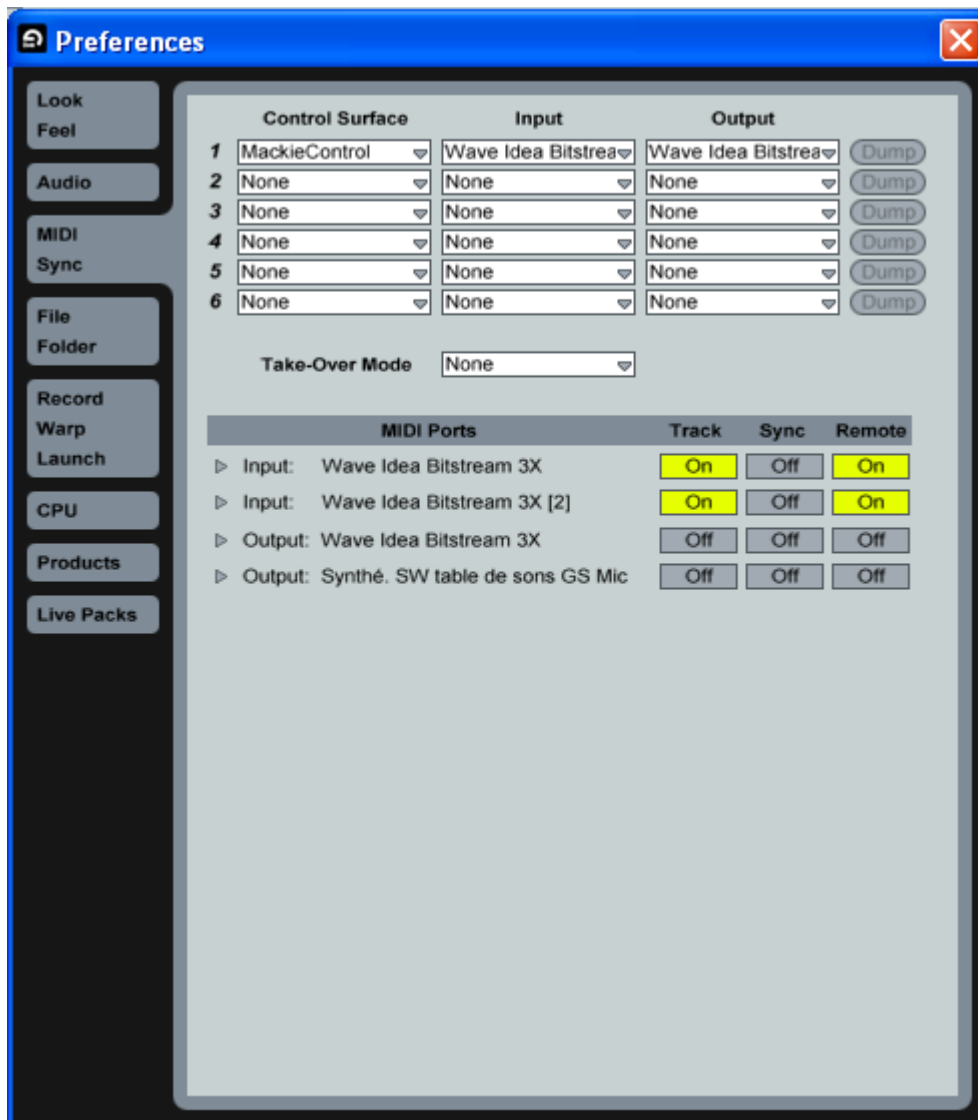 Preferences
Look
Feel
Audio
MIDI
Sync
File
Folder
Record
Warp
Launch
CPU
Products
Live Packs
Control Surface Input Output
1 MackieControl Wave Idea Bitstrea Wave Idea Bitstrea Dump
2 None None None Dump
3 None None None Dump
4 None None None Dump
5 None None None Dump
6 None None None Dump
Take-Over Mode None
MIDI Ports Track Sync Remote
Input: Wave Idea Bitstream 3X On Off On
Input: Wave Idea Bitstream 3X [2] On Off On
Output: Wave Idea Bitstream 3X Off Off Off
Output: Synthé. SW table de sons GS Mic Off Off Off